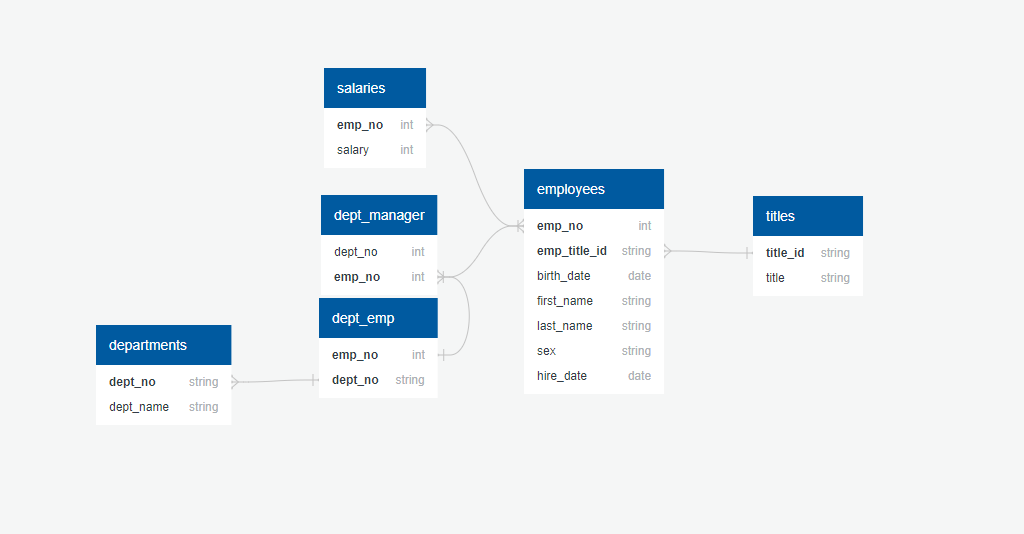 salaries
emp_no int
salary int
dept_manager
dept_no int
emp_no int
dept_emp
emp_no int
dept_no string
departments
dept_no string
dept_name string
employees
emp_no int
emp_title_id string
birth_date date
first_name string
last_name string
sex string
hire_date date
titles
title_id string
title string